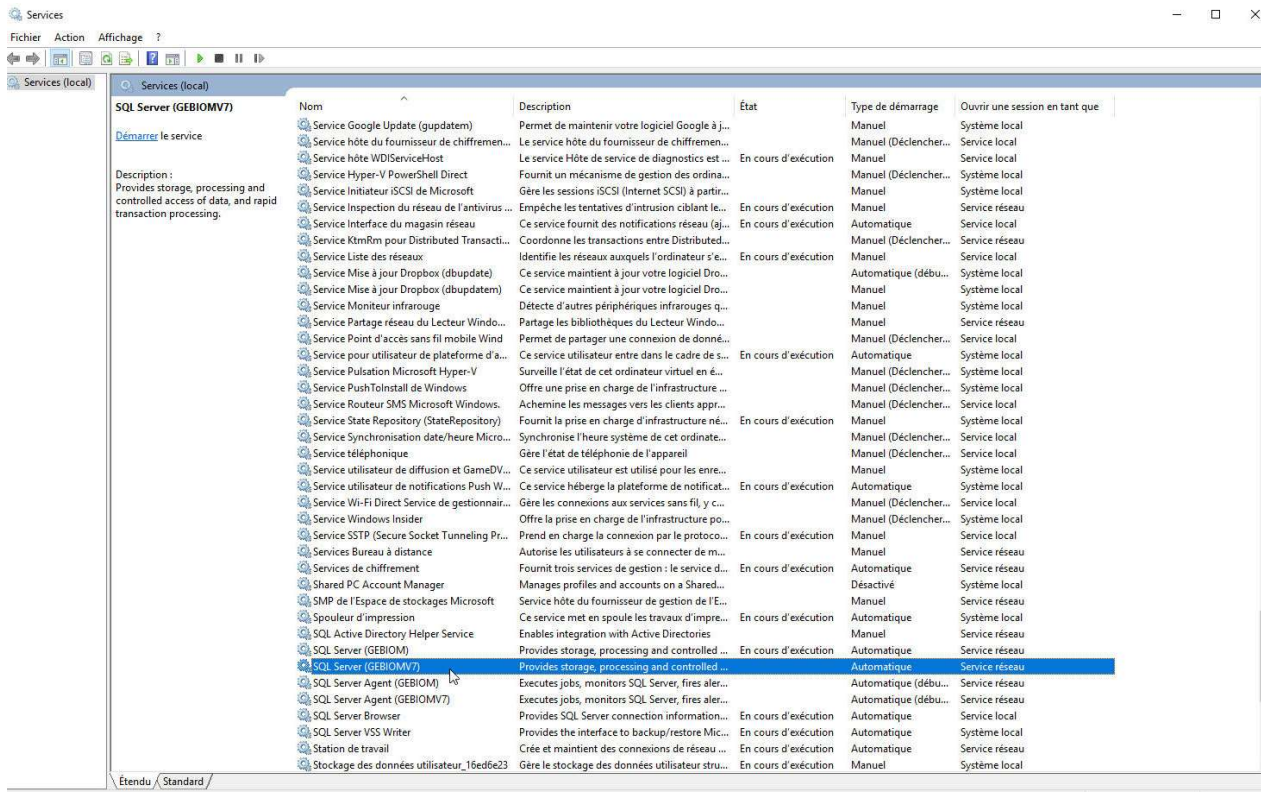 Services
Fichier Action Affichage ?
Services (local)
Services (local)
SQL Server (GEBIOMV7)
Démarrer le service
Description :
Provides storage, processing and
controlled access of data, and rapid
transaction processing.
Nom Description État Type de démarrage Ouvrir une session en tant que
Service Google Update (gupdatem) Permet de maintenir votre logiciel Google à j... Manuel Système local
Service hôte du fournisseur de chiffremen... Le service hôte du fournisseur de chiffremen... Manuel (Déclencher... Service local
Service hôte WDIServiceHost Le service Hôte de service de diagnostics est ... En cours d'exécution Manuel Service local
Service Hyper-V PowerShell Direct Fournit un mécanisme de gestion des ordina... Manuel (Déclencher... Système local
Service Initiateur iSCSI de Microsoft Gère les sessions iSCSI (Internet SCSI) à partir... Manuel Système local
Service Inspection du réseau de l'antivirus ... Empêche les tentatives d'intrusion ciblant le... En cours d'exécution Manuel Service réseau
Service Interface du magasin réseau Ce service fournit des notifications réseau (aj... En cours d'exécution Automatique Service local
Service KtmRm pour Distributed Transacti... Coordonne les transactions entre Distributed... Manuel (Déclencher... Service réseau
Service Liste des réseaux Identifie les réseaux auxquels l'ordinateur s'e... En cours d'exécution Manuel Service local
Service Mise à jour Dropbox (dbupdate) Ce service maintient à jour votre logiciel Dro... Automatique (débu... Système local
Service Mise à jour Dropbox (dbupdatem) Ce service maintient à jour votre logiciel Dro... Manuel Système local
Service Moniteur infrarouge Détecte d'autres périphériques infrarouges q... Manuel Système local
Service Partage réseau du Lecteur Windo... Partage les bibliothèques du Lecteur Windo... Manuel Service réseau
Service Point d'accès sans fil mobile Wind Permet de partager une connexion de donné... Manuel (Déclencher... Système local
Service pour utilisateur de plateforme d'a... Ce service utilisateur entre dans le cadre de s... En cours d'exécution Automatique Système local
Service Pulsation Microsoft Hyper-V Surveille l'état de cet ordinateur virtuel en é... Manuel (Déclencher... Système local
Service PushToInstall de Windows Offre une prise en charge de l'infrastructure ... Manuel (Déclencher... Système local
Service Routeur SMS Microsoft Windows. Achemine les messages vers les clients appr... Manuel (Déclencher... Service local
Service State Repository (StateRepository) Fournit la prise en charge d'infrastructure né... En cours d'exécution Manuel Système local
Service Synchronisation date/heure Micro... Synchronise l'heure système de cet ordinate... Manuel (Déclencher... Service local
Service téléphonique Gère l'état de téléphonie de l'appareil Manuel (Déclencher... Service local
Service utilisateur de diffusion et GameDV... Ce service utilisateur est utilisé pour les enre... Manuel Système local
Service utilisateur de notifications Push W... Ce service héberge la plateforme de notificat... En cours d'exécution Automatique Système local
Service Wi-Fi Direct Service de gestionnair... Gère les connexions aux services sans fil, y c... Manuel (Déclencher... Service local
Service Windows Insider Offre la prise en charge de l'infrastructure po... Manuel (Déclencher... Système local
Service SSTP (Secure Socket Tunneling Pr... Prend en charge la connexion par le protoco... En cours d'exécution Manuel Service local
Services Bureau à distance Autorise les utilisateurs à se connecter de m... Manuel Service réseau
Services de chiffrement Fournit trois services de gestion : le service d... En cours d'exécution Automatique Service réseau
Shared PC Account Manager Manages profiles and accounts on a Shared... Désactivé Système local
SMP de l'Espace de stockages Microsoft Service hôte du fournisseur de gestion de l'E... Manuel Service réseau
Spouleur d'impression Ce service met en spoule les travaux d'impre... En cours d'exécution Automatique Système local
SQL Active Directory Helper Service Enables integration with Active Directories Manuel Service réseau
SQL Server (GEBIOM) Provides storage, processing and controlled ... En cours d'exécution Automatique Service réseau
SQL Server (GEBIOMV7) Provides storage, processing and controlled ... Automatique Service réseau
SQL Server Agent (GEBIOM) Executes jobs, monitors SQL Server, fires aler... Automatique (débu... Service réseau
SQL Server Agent (GEBIOMV7) Executes jobs, monitors SQL Server, fires aler... Automatique (débu... Service réseau
SQL Server Browser Provides SQL Server connection information... En cours d'exécution Automatique Service local
SQL Server VSS Writer Provides the interface to backup/restore Mic... En cours d'exécution Automatique Système local
Station de travail Crée et maintient des connexions de réseau ... En cours d'exécution Automatique Service réseau
Stockage des données utilisateur_16ed6e23 Gère le stockage des données utilisateur stru... En cours d'exécution Manuel Système local
Étendu Standard